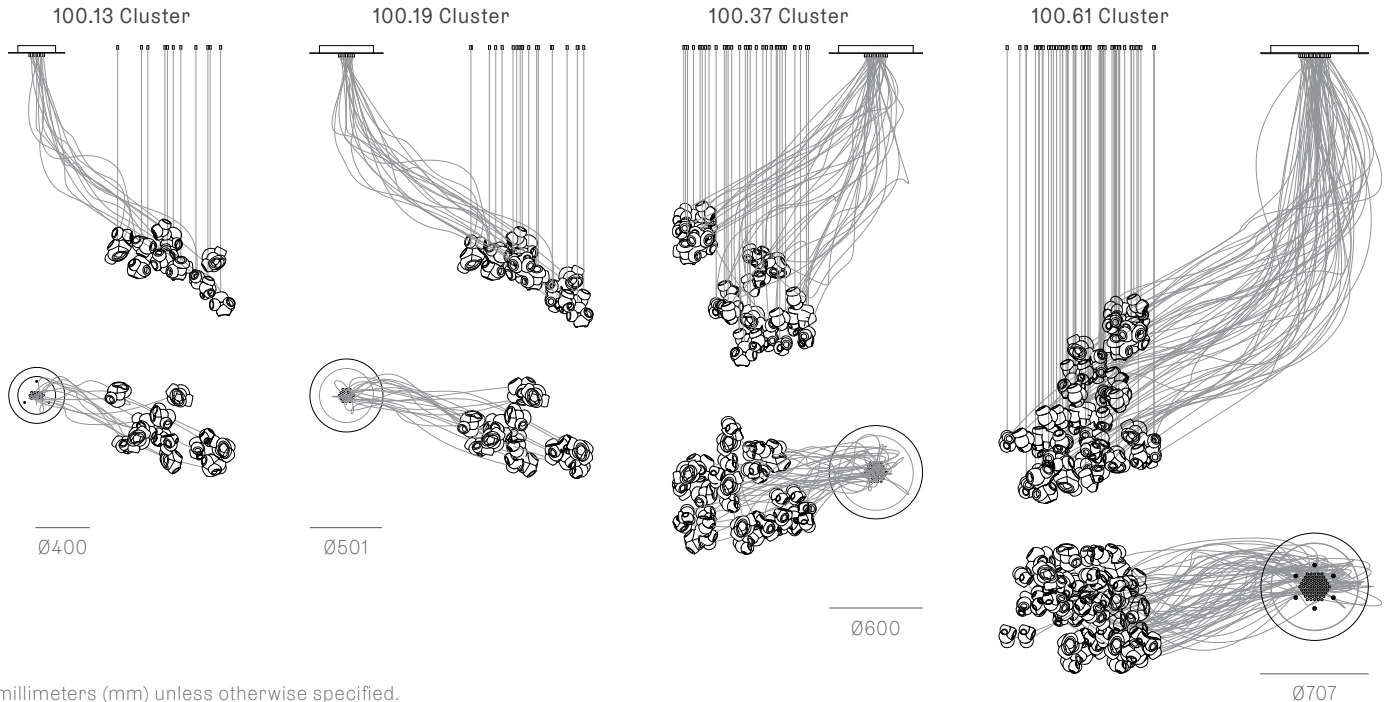 100.13 Cluster
100.19 Cluster
100.37 Cluster
100.61 Cluster
Ø400
Ø501
Ø600
Ø707
millimeters (mm) unless otherwise specified.